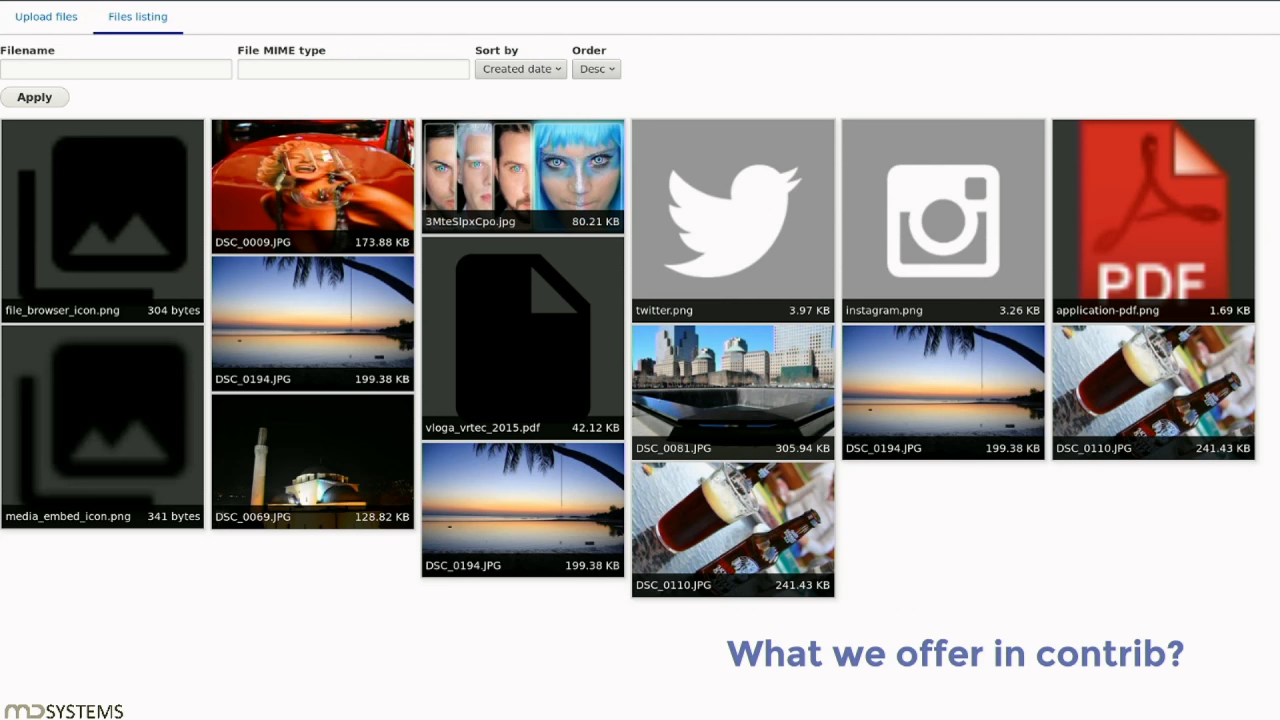 Upload files
Files listing
Filename
File MIME type
Sort by
Order
Created date
Desc
Apply
file_browser_icon.png 304 bytes
media_embed_icon.png 341 bytes
DSC_0009.JPG 173.88 KB
DSC_0194.JPG 199.38 KB
DSC_0069.JPG 128.82 KB
3MteSlpxCpo.jpg 80.21 KB
vloga_vrtec_2015.pdf 42.12 KB
DSC_0194.JPG 199.38 KB
twitter.png 3.97 KB
DSC_0081.JPG 305.94 KB
DSC_0110.JPG 241.43 KB
instagram.png 3.26 KB
DSC_0194.JPG 199.38 KB
PDF
application-pdf.png 1.69 KB
DSC_0110.JPG 241.43 KB
What we offer in contrib?
MD SYSTEMS